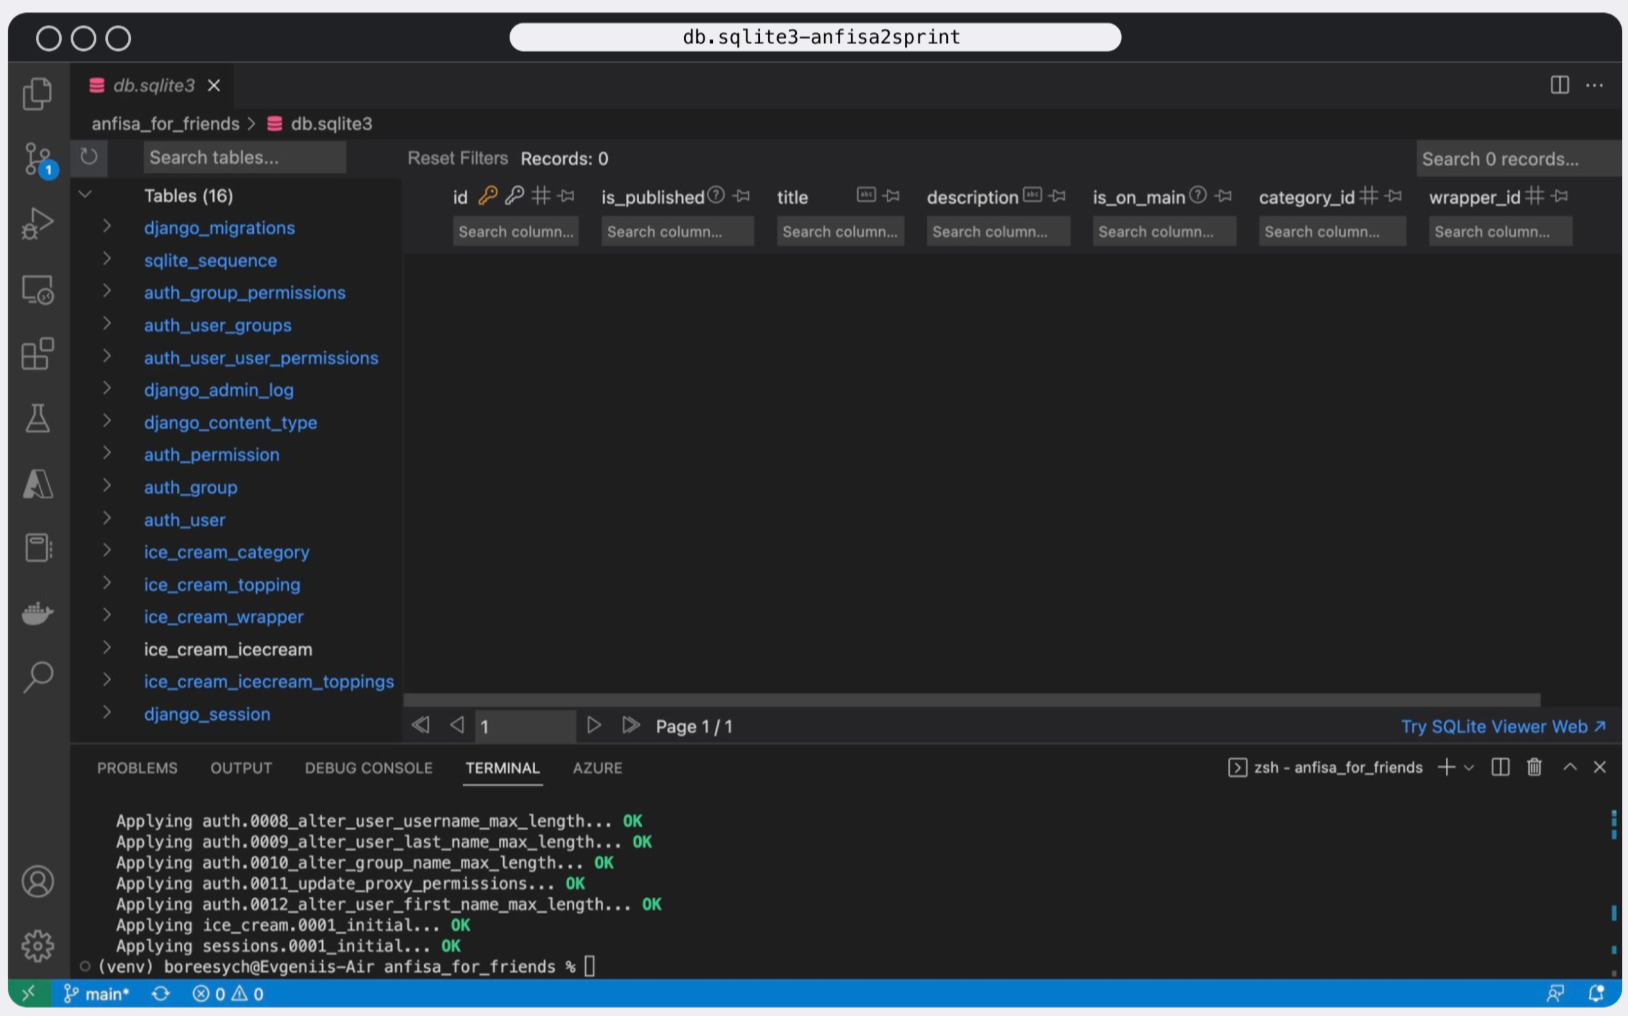 db.sqlite3-anfisa2sprint
db.sqlite3
anfisa_for_friends > db.sqlite3
1
Search tables...
Reset Filters Records: 0
Search 0 records...
Tables (16)
django_migrations
sqlite_sequence
auth_group_permissions
auth_user_groups
auth_user_user_permissions
django_admin_log
django_content_type
auth_permission
auth_group
auth_user
ice_cream_category
ice_cream_topping
ice_cream_wrapper
ice_cream_icecream
ice_cream_icecream_toppings
django_session
id is_published title description is_on_main category_id wrapper_id
Search column... Search column... Search column... Search column... Search column... Search column... Search column...
1 Page 1 / 1
Try SQLite Viewer Web ↗
PROBLEMS OUTPUT DEBUG CONSOLE TERMINAL AZURE
zsh - anfisa_for_friends
Applying auth.0008_alter_user_username_max_length... OK
Applying auth.0009_alter_user_last_name_max_length... OK
Applying auth.0010_alter_group_name_max_length... OK
Applying auth.0011_update_proxy_permissions... OK
Applying auth.0012_alter_user_first_name_max_length... OK
Applying ice_cream.0001_initial... OK
Applying sessions.0001_initial... OK
(venv) boreesych@Evgeniis-Air anfisa_for_friends %
main* 0 0